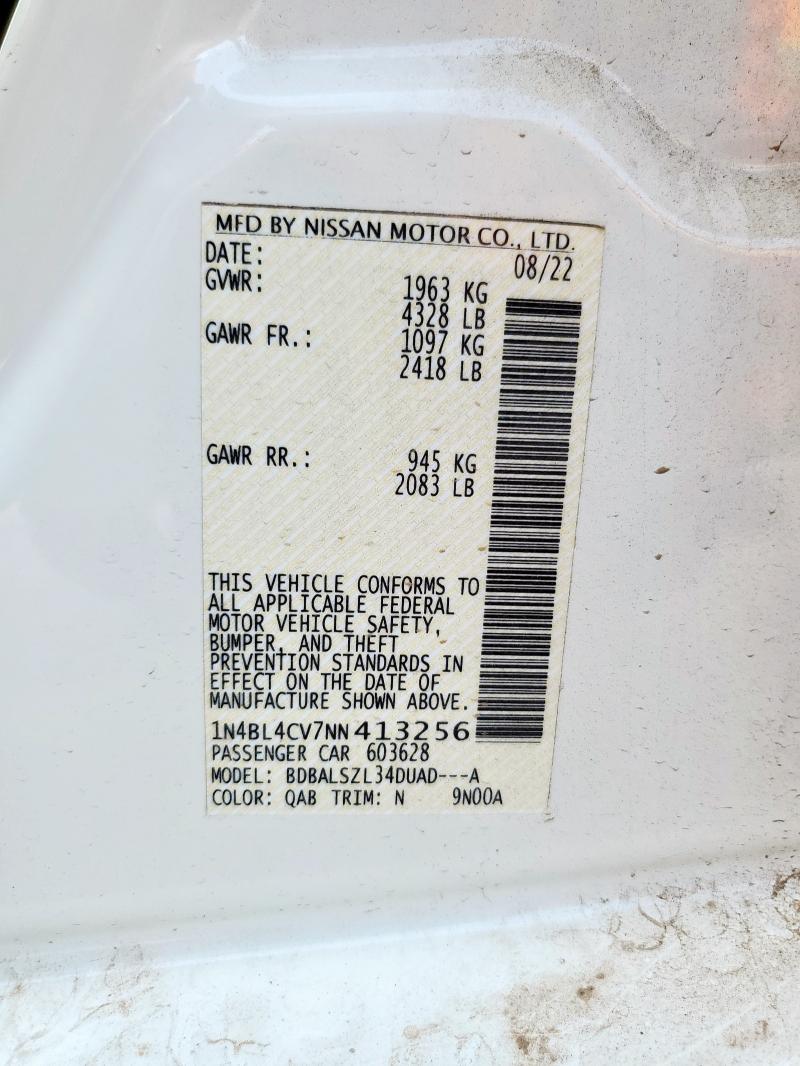 MFD BY NISSAN MOTOR CO., LTD.
DATE: 08/22
GVWR: 1963 KG
4328 LB
GAWR FR.: 1097 KG
2418 LB
GAWR RR.: 945 KG
2083 LB
THIS VEHICLE CONFORMS TO
ALL APPLICABLE FEDERAL
MOTOR VEHICLE SAFETY,
BUMPER, AND THEFT
PREVENTION STANDARDS IN
EFFECT ON THE DATE OF
MANUFACTURE SHOWN ABOVE.
1N4BL4CV7NN413256
PASSENGER CAR 603628
MODEL: BDBALSZL34DUAD---A
COLOR: QAB TRIM: N 9N00A